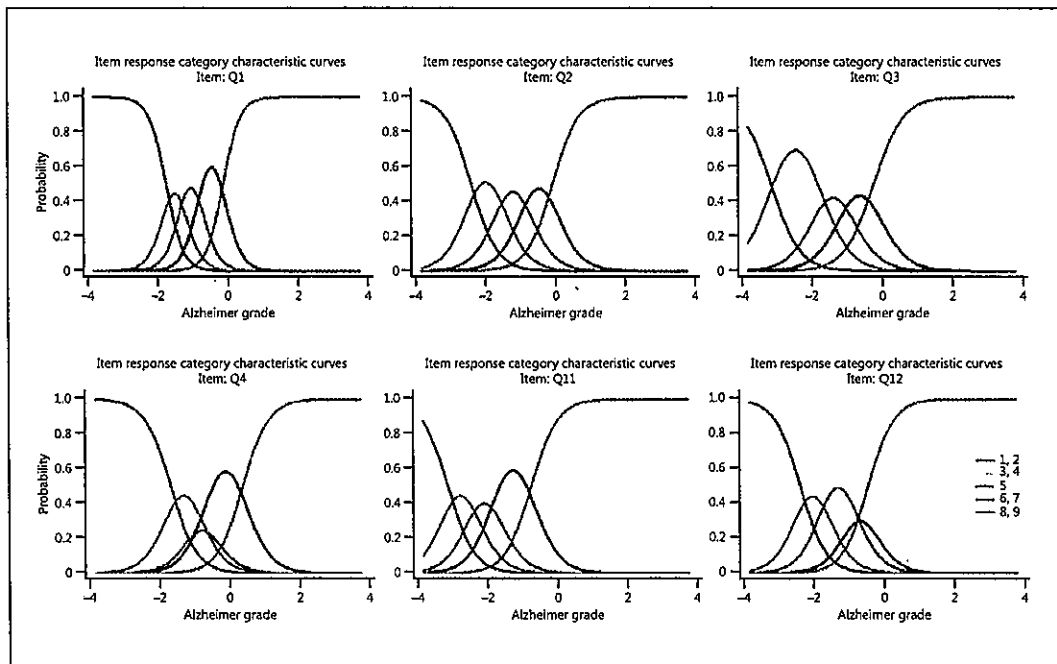 Item response category characteristic curves
Item: Q1
1.0
0.8
0.6
0.4
0.2
0
Probability
−4 −2 0 2 4
Alzheimer grade
Item response category characteristic curves
Item: Q2
1.0
0.8
0.6
0.4
0.2
0
−4 −2 0 2 4
Alzheimer grade
Item response category characteristic curves
Item: Q3
1.0
0.8
0.6
0.4
0.2
0
−4 −2 0 2 4
Alzheimer grade
Item response category characteristic curves
Item: Q4
1.0
0.8
0.6
0.4
0.2
0
Probability
−4 −2 0 2 4
Alzheimer grade
Item response category characteristic curves
Item: Q11
1.0
0.8
0.6
0.4
0.2
0
−4 −2 0 2 4
Alzheimer grade
Item response category characteristic curves
Item: Q12
1.0
0.8
0.6
0.4
0.2
0
−4 −2 0 2 4
Alzheimer grade
1, 2
3, 4
5
6, 7
8, 9